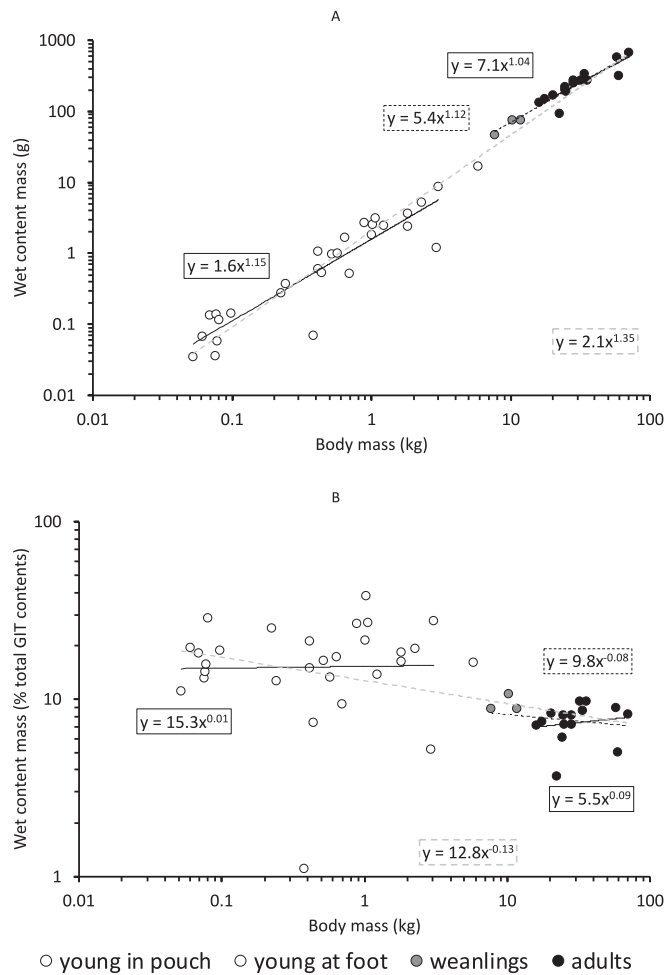 A
1000
100
10
1
0.1
0.01
Wet content mass (g)
y = 7.1x^1.04
y = 5.4x^1.12
y = 1.6x^1.15
y = 2.1x^1.35
0.01 0.1 1 10 100
Body mass (kg)
B
100
10
1
Wet content mass (% total GIT contents)
y = 9.8x^-0.08
y = 15.3x^0.01
y = 5.5x^0.09
y = 12.8x^-0.13
0.01 0.1 1 10 100
Body mass (kg)
young in pouch young at foot weanlings adults